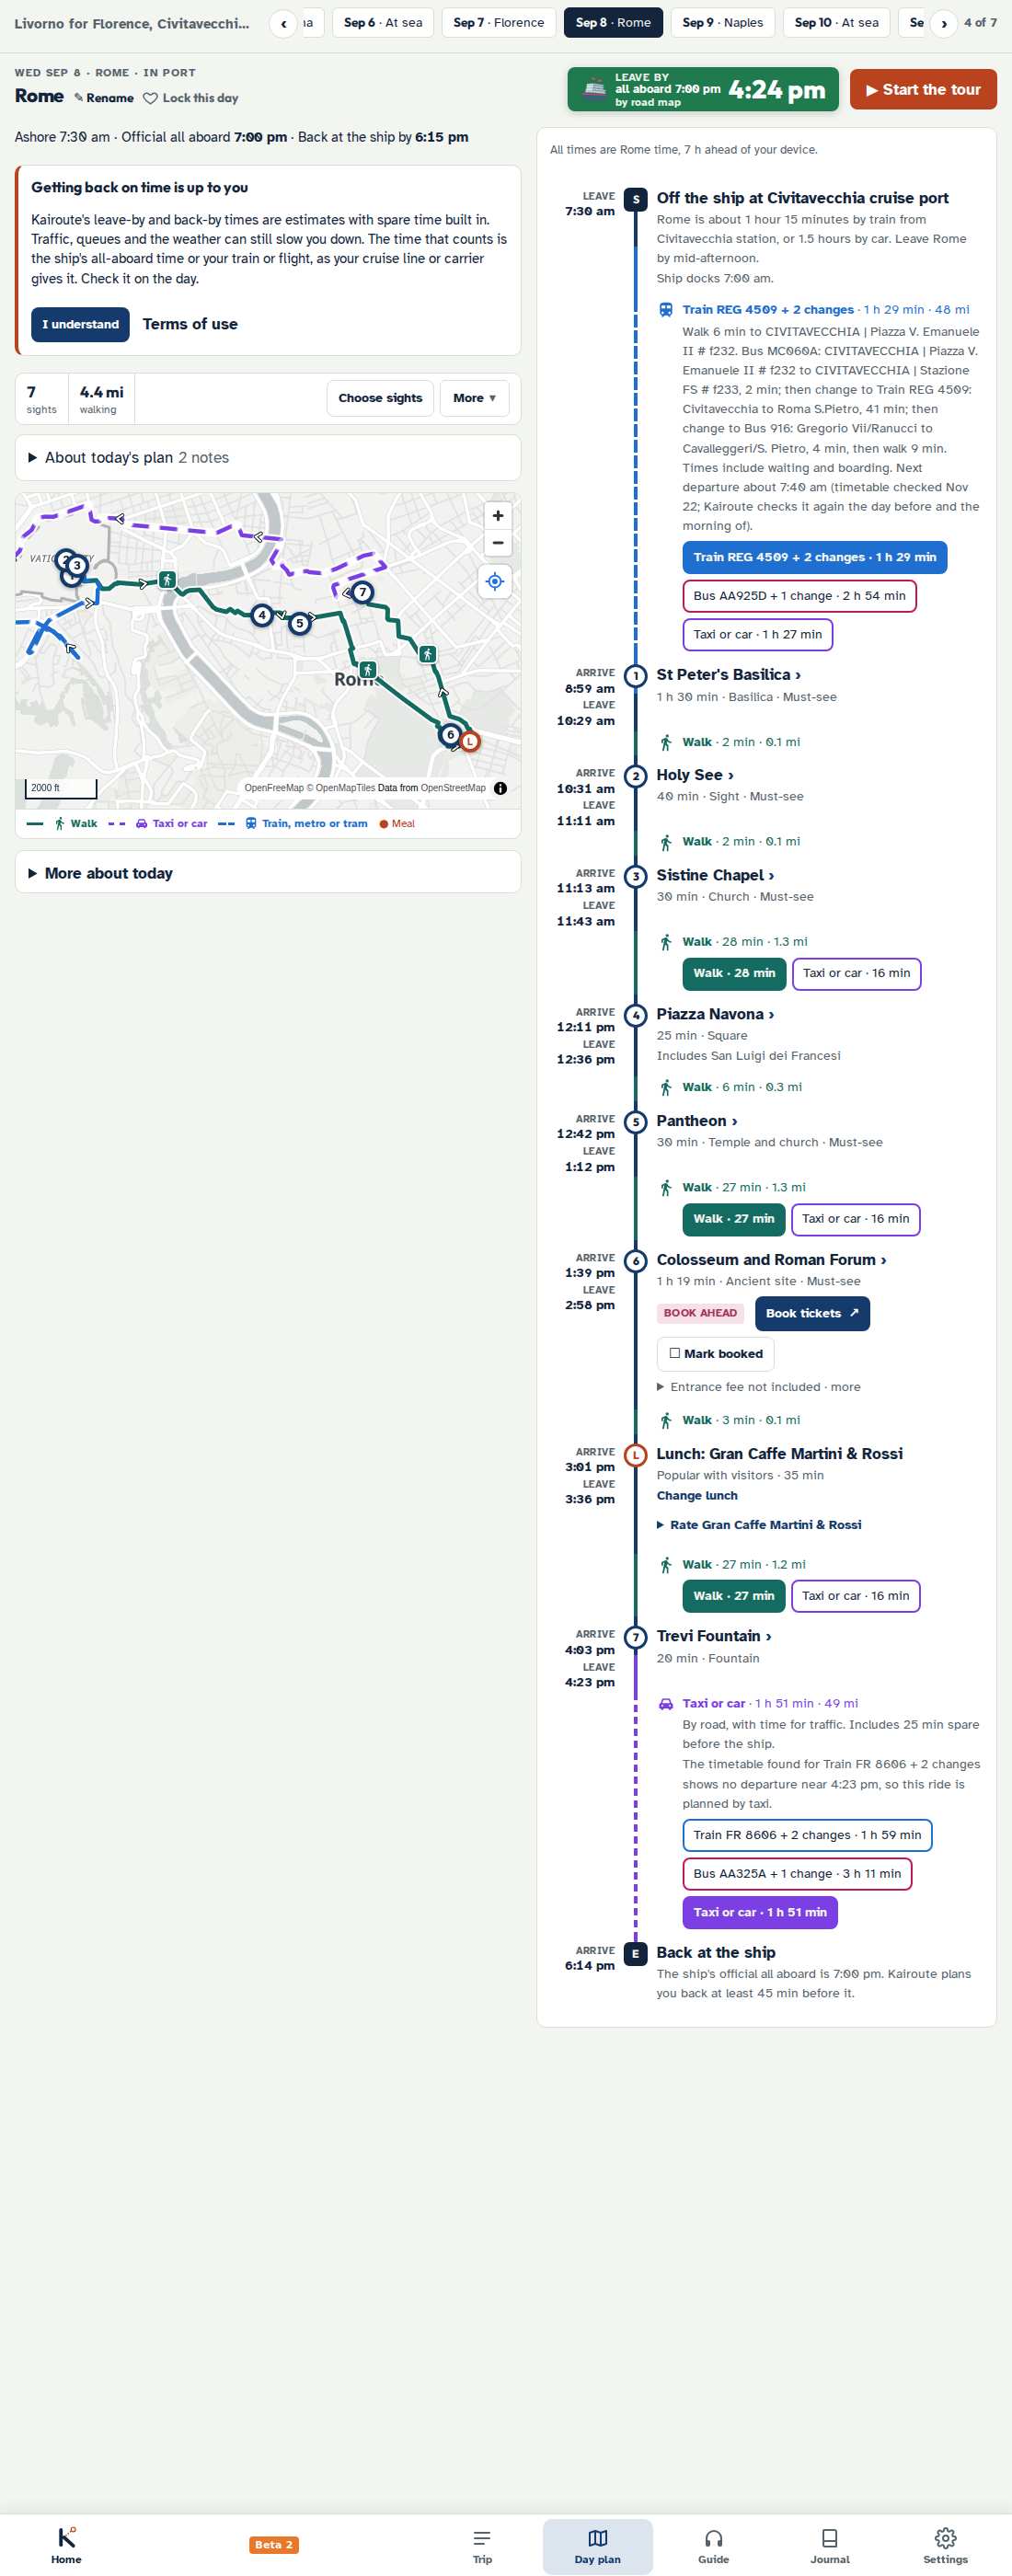 Livorno for Florence, Civitavecchi...
‹
na
Sep 6 · At sea
Sep 7 · Florence
Sep 8 · Rome
Sep 9 · Naples
Sep 10 · At sea
Se
›
4 of 7
WED SEP 8 · ROME · IN PORT
Rome
✎ Rename
Lock this day
LEAVE BY
all aboard 7:00 pm
by road map
4:24 pm
▶ Start the tour
Ashore 7:30 am · Official all aboard 7:00 pm · Back at the ship by 6:15 pm
Getting back on time is up to you
Kairoute's leave-by and back-by times are estimates with spare time built in.
Traffic, queues and the weather can still slow you down. The time that counts is
the ship's all-aboard time or your train or flight, as your cruise line or carrier
gives it. Check it on the day.
I understand
Terms of use
7
sights
4.4 mi
walking
Choose sights
More ▼
▶ About today's plan 2 notes
2
3
4
5
7
6
L
Rom
2000 ft
OpenFreeMap © OpenMapTiles Data from OpenStreetMap
Walk
Taxi or car
Train, metro or tram
Meal
▶ More about today
All times are Rome time, 7 h ahead of your device.
LEAVE
7:30 am
S
Off the ship at Civitavecchia cruise port
Rome is about 1 hour 15 minutes by train from
Civitavecchia station, or 1.5 hours by car. Leave Rome
by mid-afternoon.
Ship docks 7:00 am.
Train REG 4509 + 2 changes · 1 h 29 min · 48 mi
Walk 6 min to CIVITAVECCHIA | Piazza V. Emanuele
II # f232. Bus MC060A: CIVITAVECCHIA | Piazza V.
Emanuele II # f232 to CIVITAVECCHIA | Stazione
FS # f233, 2 min; then change to Train REG 4509:
Civitavecchia to Roma S.Pietro, 41 min; then
change to Bus 916: Gregorio Vii/Ranucci to
Cavalleggeri/S. Pietro, 4 min, then walk 9 min.
Times include waiting and boarding. Next
departure about 7:40 am (timetable checked Nov
22; Kairoute checks it again the day before and the
morning of).
Train REG 4509 + 2 changes · 1 h 29 min
Bus AA925D + 1 change · 2 h 54 min
Taxi or car · 1 h 27 min
ARRIVE
8:59 am
LEAVE
10:29 am
1
St Peter's Basilica ›
1 h 30 min · Basilica · Must-see
Walk · 2 min · 0.1 mi
ARRIVE
10:31 am
LEAVE
11:11 am
2
Holy See ›
40 min · Sight · Must-see
Walk · 2 min · 0.1 mi
ARRIVE
11:13 am
LEAVE
11:43 am
3
Sistine Chapel ›
30 min · Church · Must-see
Walk · 28 min · 1.3 mi
Walk · 28 min
Taxi or car · 16 min
ARRIVE
12:11 pm
LEAVE
12:36 pm
4
Piazza Navona ›
25 min · Square
Includes San Luigi dei Francesi
Walk · 6 min · 0.3 mi
ARRIVE
12:42 pm
LEAVE
1:12 pm
5
Pantheon ›
30 min · Temple and church · Must-see
Walk · 27 min · 1.3 mi
Walk · 27 min
Taxi or car · 16 min
ARRIVE
1:39 pm
LEAVE
2:58 pm
6
Colosseum and Roman Forum ›
1 h 19 min · Ancient site · Must-see
BOOK AHEAD
Book tickets ↗
☐ Mark booked
▶ Entrance fee not included · more
Walk · 3 min · 0.1 mi
ARRIVE
3:01 pm
LEAVE
3:36 pm
L
Lunch: Gran Caffe Martini & Rossi
Popular with visitors · 35 min
Change lunch
▶ Rate Gran Caffe Martini & Rossi
Walk · 27 min · 1.2 mi
Walk · 27 min
Taxi or car · 16 min
ARRIVE
4:03 pm
LEAVE
4:23 pm
7
Trevi Fountain ›
20 min · Fountain
Taxi or car · 1 h 51 min · 49 mi
By road, with time for traffic. Includes 25 min spare
before the ship.
The timetable found for Train FR 8606 + 2 changes
shows no departure near 4:23 pm, so this ride is
planned by taxi.
Train FR 8606 + 2 changes · 1 h 59 min
Bus AA325A + 1 change · 3 h 11 min
Taxi or car · 1 h 51 min
ARRIVE
6:14 pm
E
Back at the ship
The ship's official all aboard is 7:00 pm. Kairoute plans
you back at least 45 min before it.
Home
Beta 2
Trip
Day plan
Guide
Journal
Settings